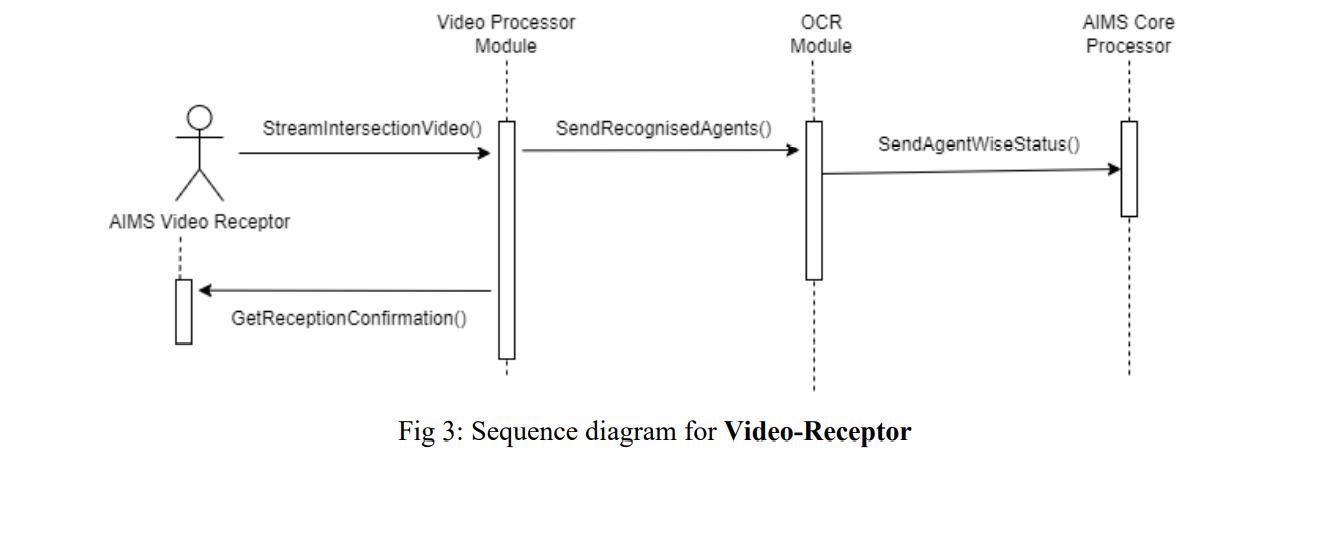 Video Processor
Module
OCR
Module
AIMS Core
Processor
StreamIntersectionVideo()
SendRecognisedAgents()
SendAgentWiseStatus()
AIMS Video Receptor
GetReceptionConfirmation()
Fig 3: Sequence diagram for Video-Receptor